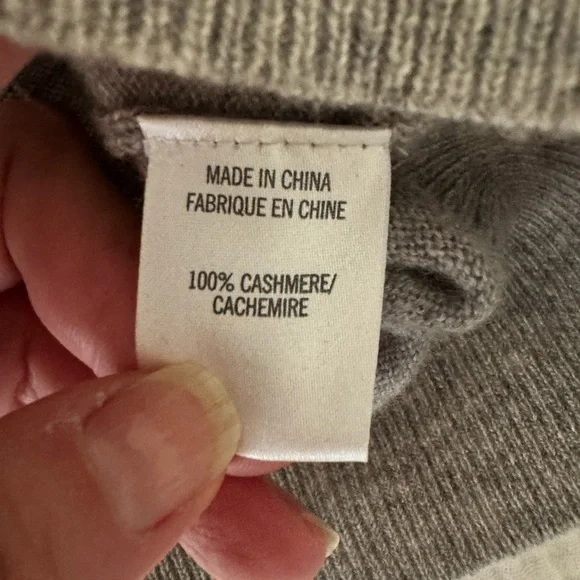 MADE IN CHINA
FABRIQUE EN CHINE
100% CASHMERE/
CACHEMIRE